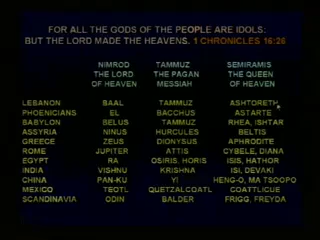 FOR ALL THE GODS OF THE PEOPLE ARE IDOLS:
BUT THE LORD MADE THE HEAVENS. 1 CHRONICLES 16:26
NIMROD TAMMUZ SEMIRAMIS
THE LORD THE PAGAN THE QUEEN
OF HEAVEN MESSIAH OF HEAVEN
LEBANON BAAL TAMMUZ ASHTORETH
PHOENICIANS EL BACCHUS ASTARTE
BABYLON BELUS TAMMUZ RHEA, ISHTAR
ASSYRIA NINUS HURCULES BELTIS
GREECE ZEUS DIONYSUS APHRODITE
ROME JUPITER ATTIS CYBELE, DIANA
EGYPT RA OSIRIS, HORIS ISIS, HATHOR
INDIA VISHNU KRISHNA ISI, DEVAKI
CHINA PAN-KU YI HENG-O, MA TSOOPO
MEXICO TEOTL QUETZALCOATL COATTLICUE
SCANDINAVIA ODIN BALDER FRIGG, FREYDA